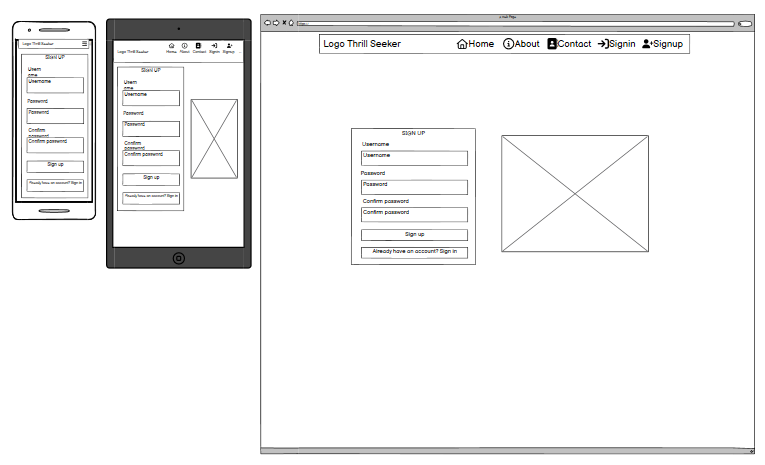 Logo Thrill Seeker
SIGN UP
Usern
ame
Username
Password
Password
Confirm
password
Confirm password
Sign up
Already have an account? Sign in
Logo Thrill Seeker
Home About Contact Signin Signup
SIGN UP
Usern
ame
Username
Password
Password
Confirm
password
Confirm password
Sign up
Already have an account? Sign in
A Web Page
https://
Logo Thrill Seeker Home About Contact Signin Signup
SIGN UP
Username
Username
Password
Password
Confirm password
Confirm password
Sign up
Already have an account? Sign in